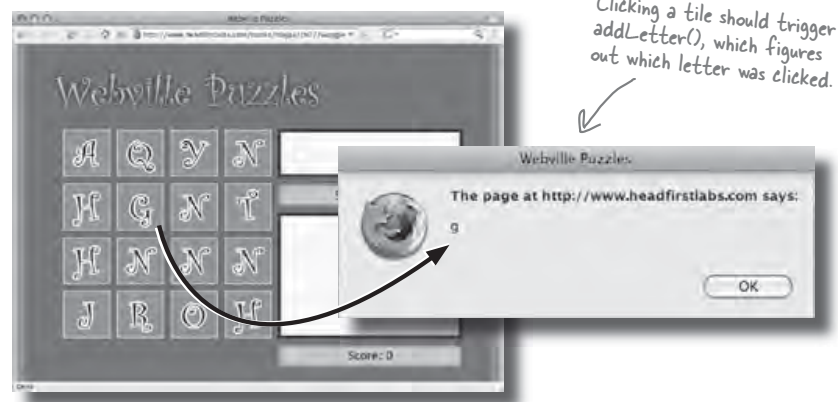 Clicking a tile should trigger
addLetter(), which figures
out which letter was clicked.
Webville Puzzles
Webville Puzzles
A Q Y N
H G N T
H N N N
J R O H
Score: 0
Webville Puzzles
The page at http://www.headfirstlabs.com says:
g
OK